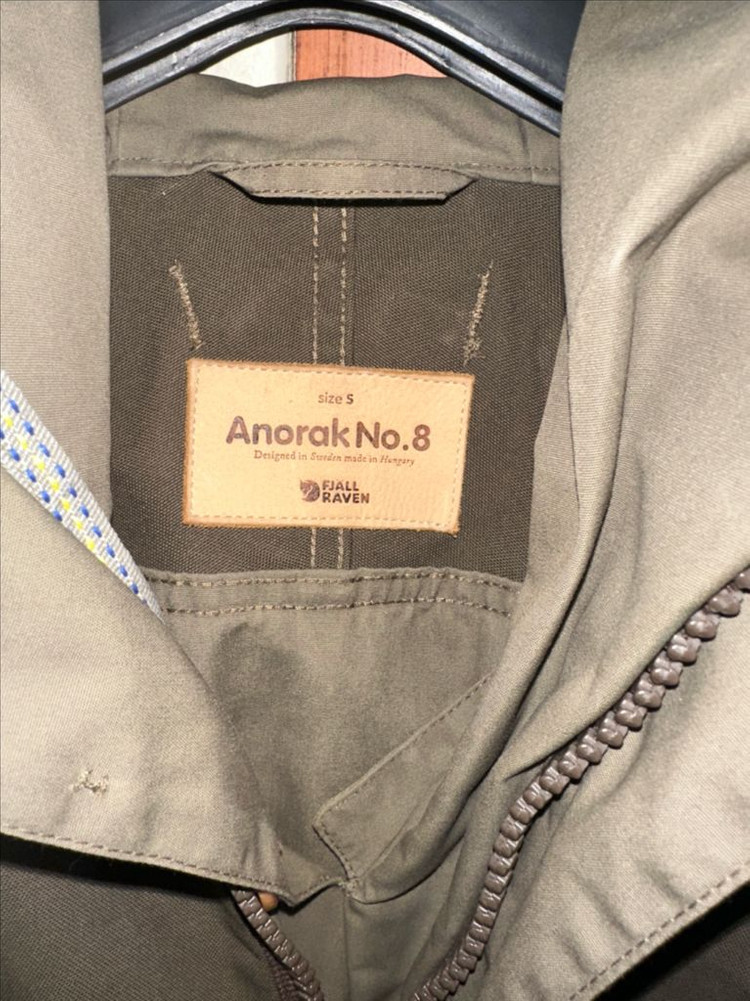 size S
Anorak No.8
Designed in Sweden made in Hungary
FJALL
RAVEN